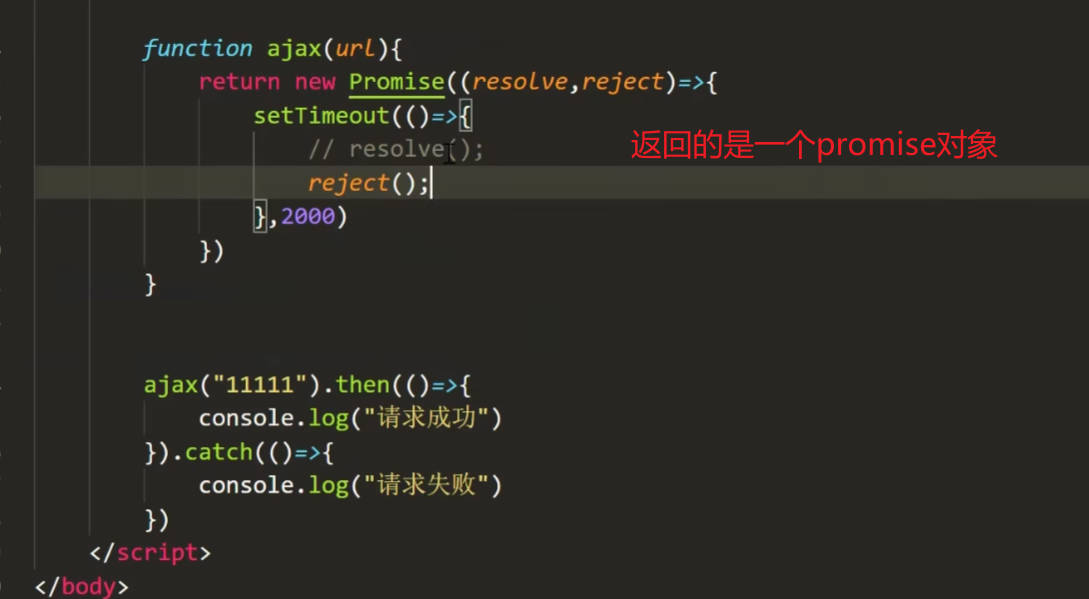 function ajax(url){
return new Promise((resolve,reject)=>{
setTimeout(()=>{
// resolve();
返回的是一个promise对象
reject();
},2000)
})
}
ajax("11111").then(()=>{
console.log("请求成功")
}).catch(()=>{
console.log("请求失败")
})
</script>
</body>